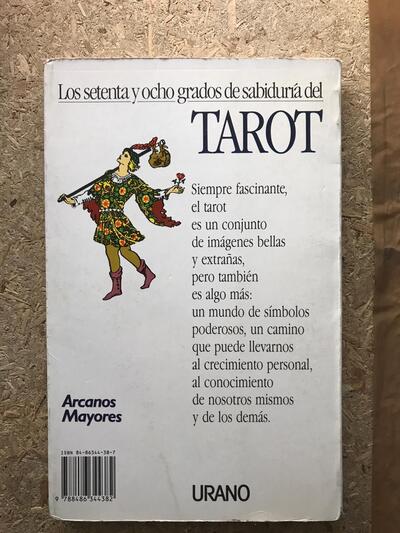 Los setenta y ocho grados de sabiduría del
TAROT
Siempre fascinante,
el tarot
es un conjunto
de imágenes bellas
y extrañas,
pero también
es algo más:
un mundo de símbolos
poderosos, un camino
que puede llevarnos
al crecimiento personal,
al conocimiento
de nosotros mismos
y de los demás.
Arcanos
Mayores
ISBN 84-86344-38-7
9 788486 344382
URANO